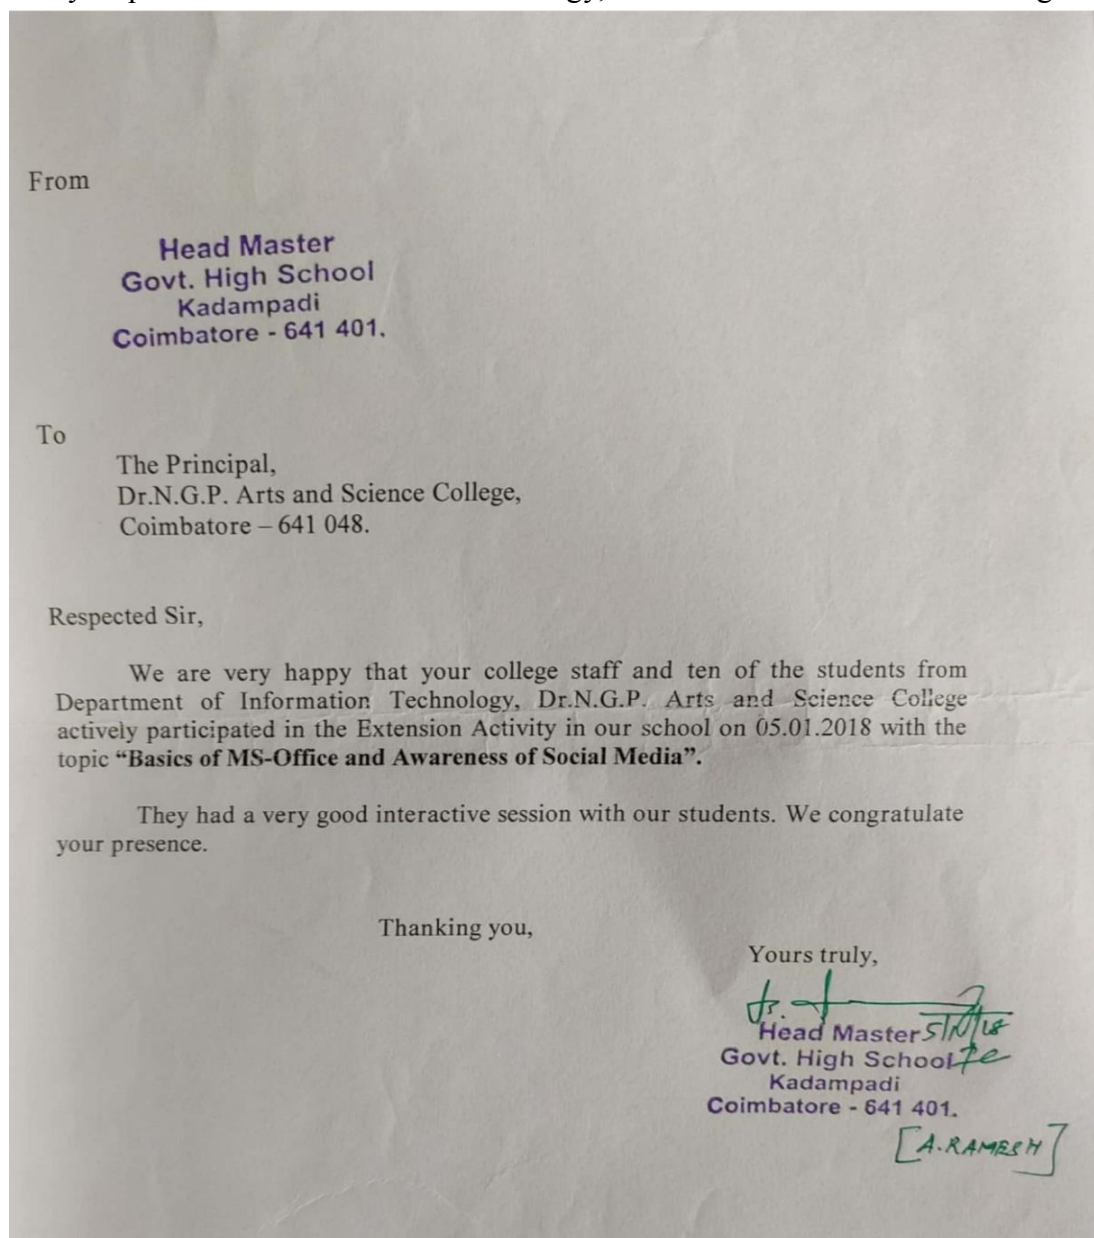 From
Head Master
Govt. High School
Kadampadi
Coimbatore - 641 401.
To
The Principal,
Dr.N.G.P. Arts and Science College,
Coimbatore – 641 048.
Respected Sir,
We are very happy that your college staff and ten of the students from
Department of Information Technology, Dr.N.G.P. Arts and Science College
actively participated in the Extension Activity in our school on 05.01.2018 with the
topic “Basics of MS-Office and Awareness of Social Media”.
They had a very good interactive session with our students. We congratulate
your presence.
Thanking you,
Yours truly,
Head Master
Govt. High School
Kadampadi
Coimbatore - 641 401.
[A.RAMESH]